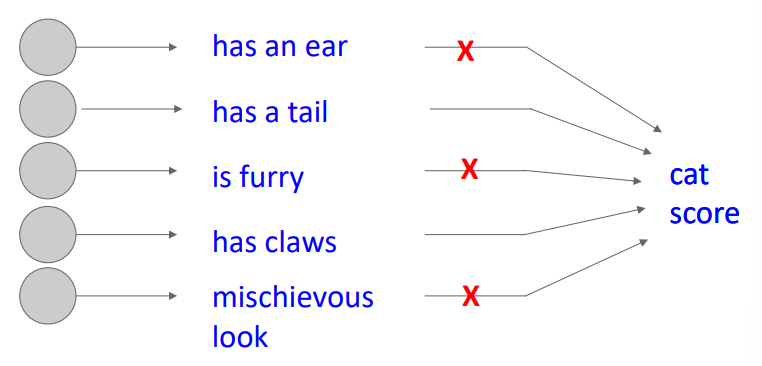 has an ear
X
has a tail
is furry
X
cat
score
has claws
mischievous
look
X